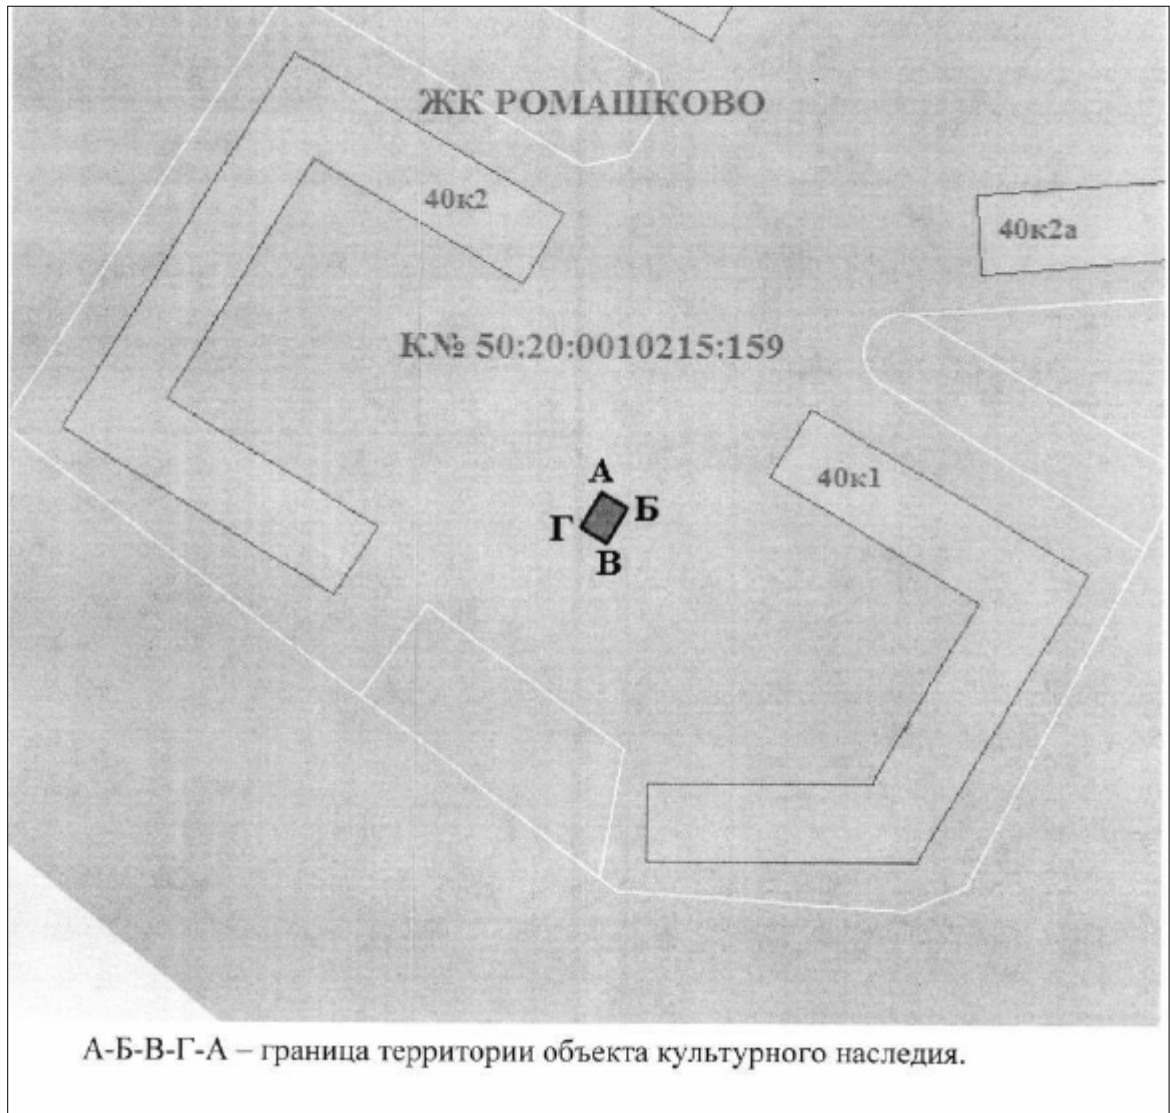 ЖК РОМАШКОВО
40к2
40к2а
К№ 50:20:0010215:159
40к1
А
Б
Г
В
А-Б-В-Г-А – граница территории объекта культурного наследия.